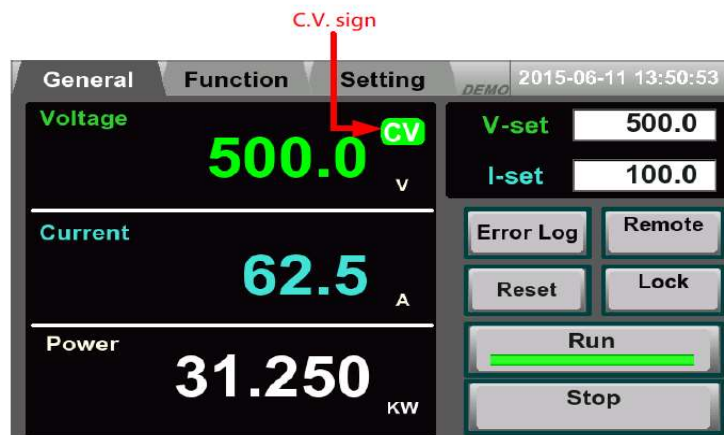 C.V. sign
General Function Setting DEMO 2015-06-11 13:50:53
Voltage CV
500.0 V
V-set 500.0
I-set 100.0
Current
62.5 A
Error Log Remote
Reset Lock
Power
31.250 KW
Run
Stop